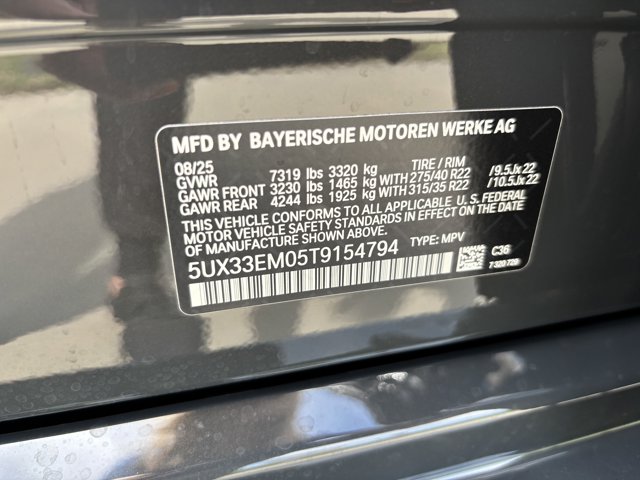 MFD BY BAYERISCHE MOTOREN WERKE AG
08/25 TIRE / RIM
GVWR 7319 lbs 3320 kg
GAWR FRONT 3230 lbs 1465 kg WITH 275/40 R22 /9.5Jx22
GAWR REAR 4244 lbs 1925 kg WITH 315/35 R22 /10.5Jx22
THIS VEHICLE CONFORMS TO ALL APPLICABLE U. S. FEDERAL
MOTOR VEHICLE SAFETY STANDARDS IN EFFECT ON THE DATE
OF MANUFACTURE SHOWN ABOVE.
5UX33EM05T9154794 TYPE: MPV
C36
7320729